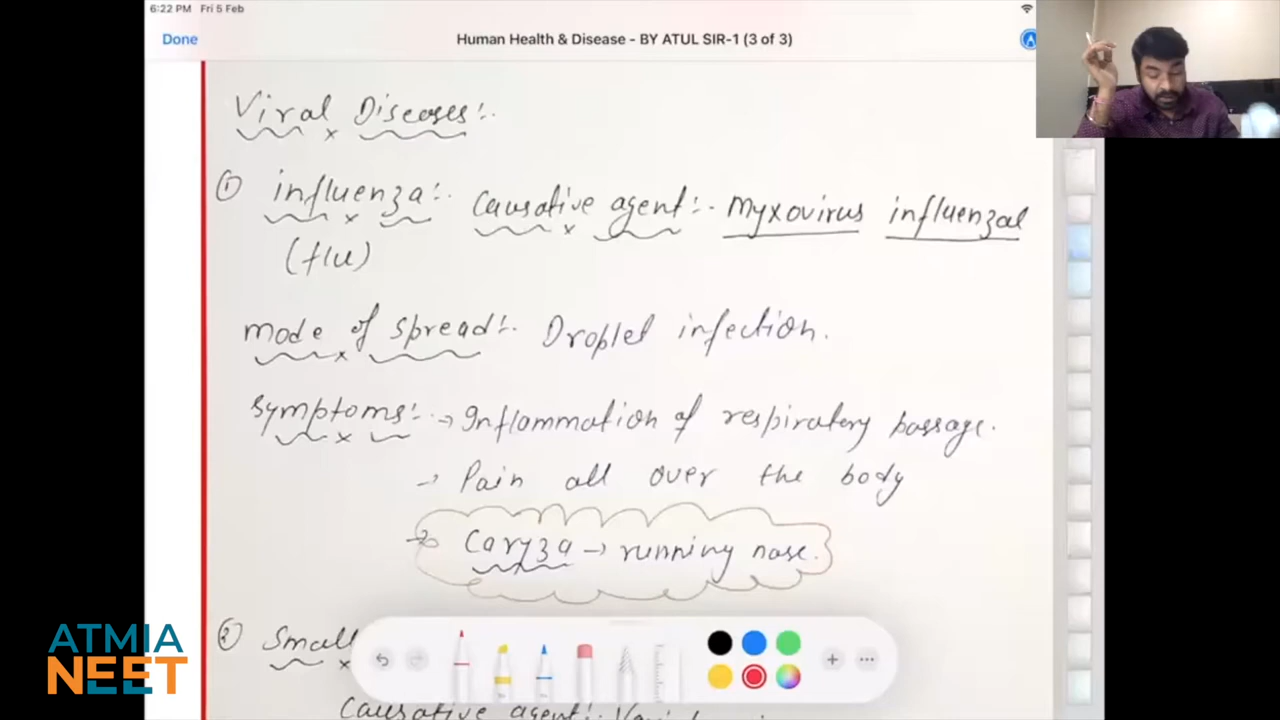 6:22 PM Fri 5 Feb
Done
Human Health & Disease - BY ATUL SIR-1 (3 of 3)
Viral Diseases:-
① influenza:- Causative agent:- Myxovirus influenzal
(flu)
mode of spread:- Droplet infection.
Symptoms:- → Inflammation of respiratory passage.
→ Pain all over the body
→ Caryza → running nose.
② Small
Causative agent:-
ATMIA
NEET